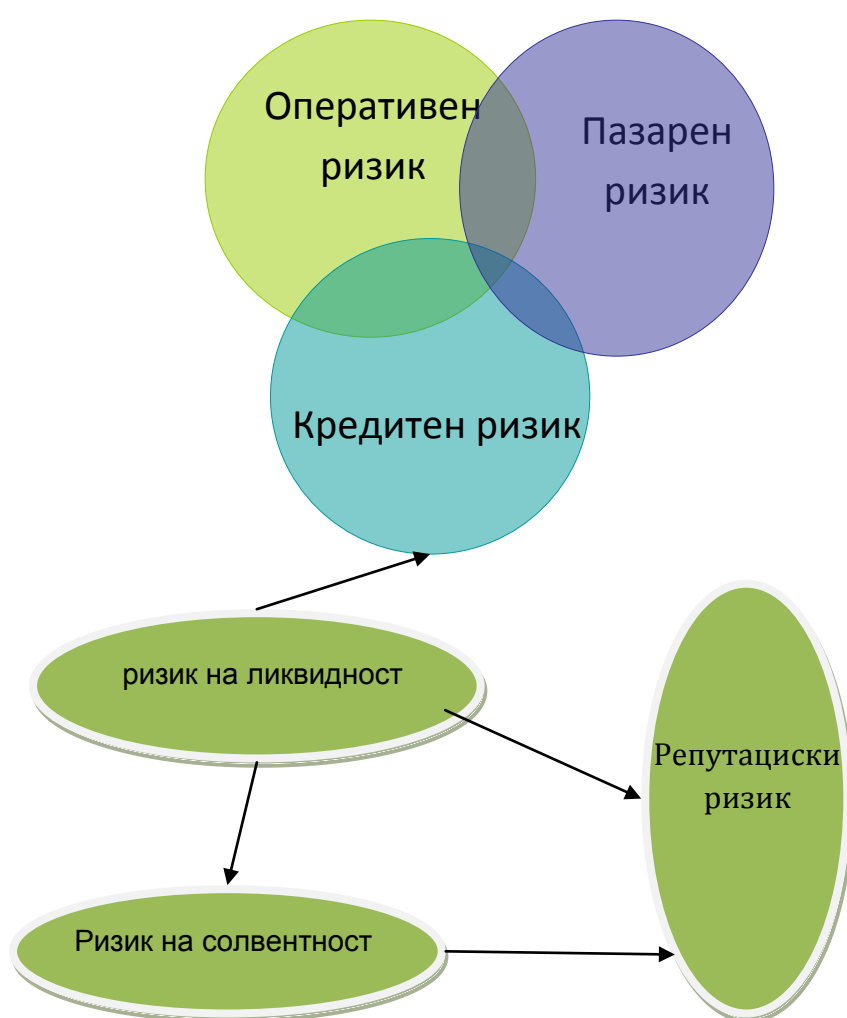 Оперативен
ризик
Пазарен
ризик
Кредитен ризик
ризик на ликвидност
Репутациски
ризик
Ризик на солвентност